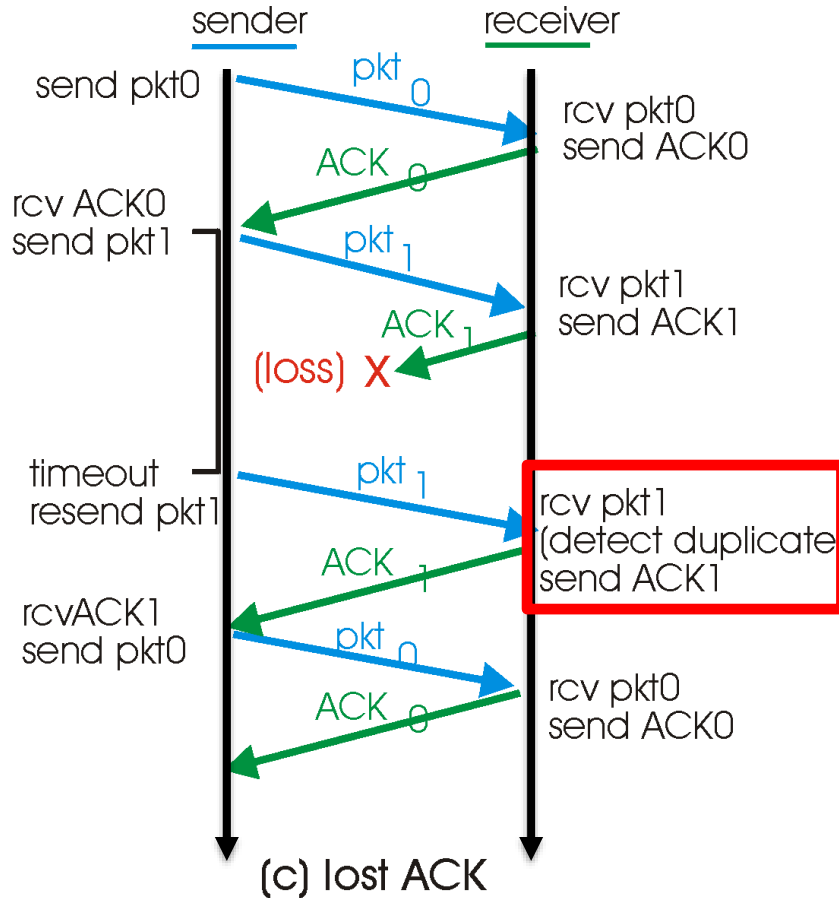 sender
receiver
send pkt0
pkt 0
rcv pkt0
send ACK0
ACK 0
rcv ACK0
send pkt1
pkt 1
rcv pkt1
send ACK1
ACK 1
(loss) X
timeout
resend pkt1
pkt 1
rcv pkt1
(detect duplicate
send ACK1
ACK 1
rcvACK1
send pkt0
pkt 0
rcv pkt0
send ACK0
ACK 0
(c) lost ACK